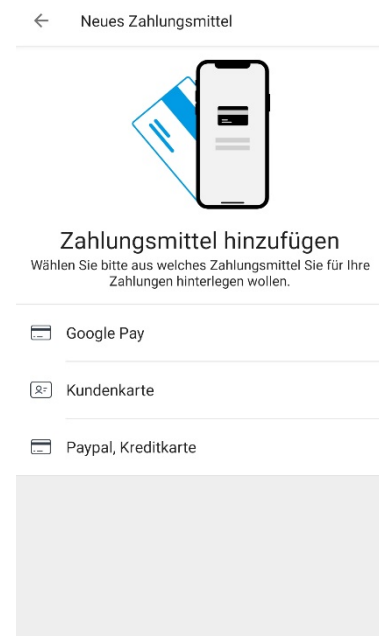 Neues Zahlungsmittel
Zahlungsmittel hinzufügen
Wählen Sie bitte aus welches Zahlungsmittel Sie für Ihre
Zahlungen hinterlegen wollen.
Google Pay
Kundenkarte
Paypal, Kreditkarte